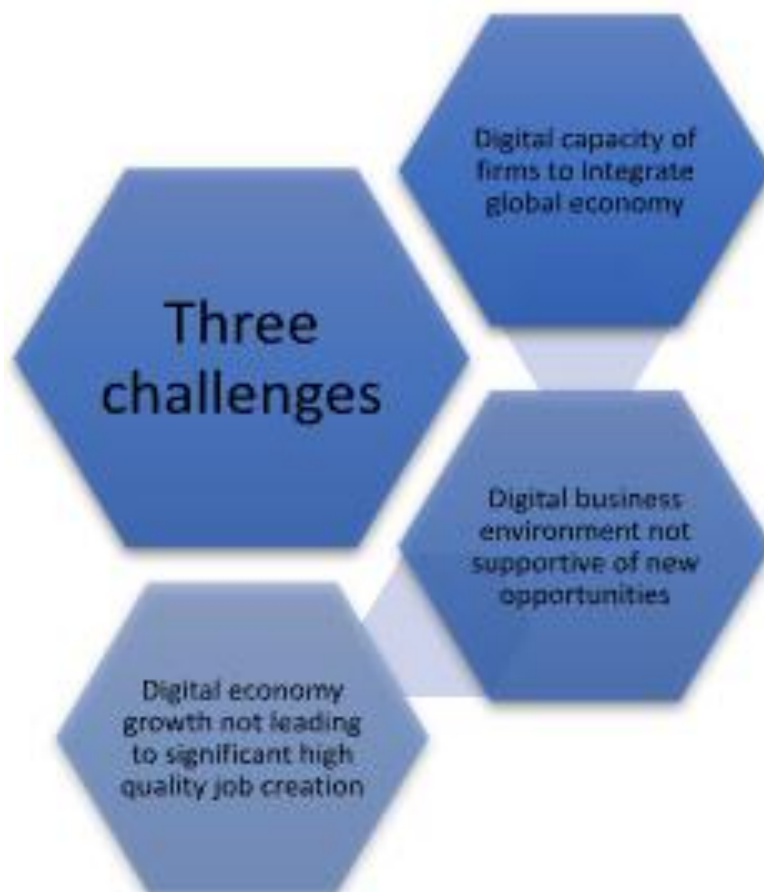 Three
challenges
Digital capacity of
firms to integrate
global economy
Digital business
environment not
supportive of new
opportunities
Digital economy
growth not leading
to significant high
quality job creation